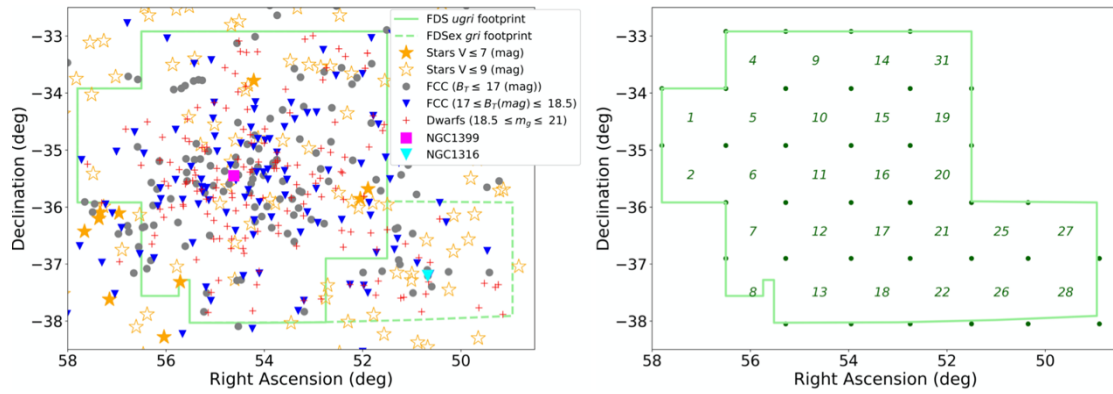 FDS ugri footprint
FDSex gri footprint
Stars V ≤ 7 (mag)
Stars V ≤ 9 (mag)
FCC (B_T ≤ 17 (mag))
FCC (17 ≤ B_T(mag) ≤ 18.5)
Dwarfs (18.5 ≤ m_g ≤ 21)
NGC1399
NGC1316
−33
−34
−35
−36
−37
−38
Declination (deg)
58 56 54 52 50
Right Ascension (deg)
−33
−34
−35
−36
−37
−38
Declination (deg)
4 9 14 31
1 5 10 15 19
2 6 11 16 20
7 12 17 21 25 27
8 13 18 22 26 28
58 56 54 52 50
Right Ascension (deg)